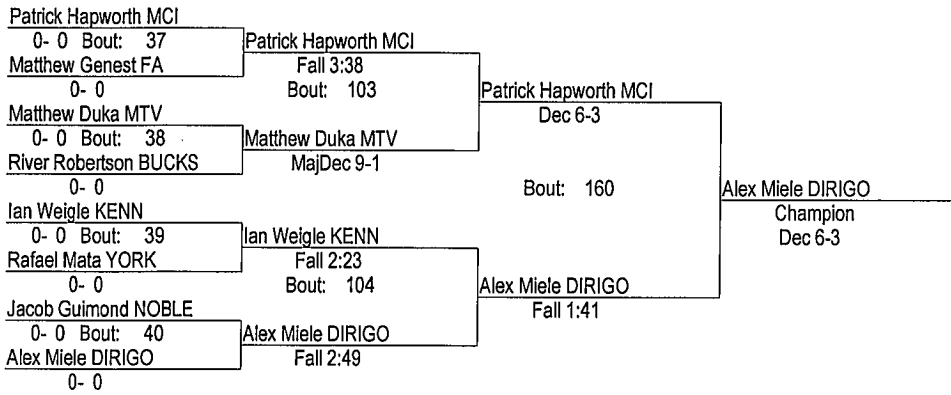 Patrick Hapworth MCI
0- 0 Bout: 37
Matthew Genest FA
0- 0
Matthew Duka MTV
0- 0 Bout: 38
River Robertson BUCKS
0- 0
Ian Weigle KENN
0- 0 Bout: 39
Rafael Mata YORK
0- 0
Jacob Guimond NOBLE
0- 0 Bout: 40
Alex Miele DIRIGO
0- 0
Patrick Hapworth MCI
Fall 3:38
Bout: 103
Matthew Duka MTV
MajDec 9-1
Ian Weigle KENN
Fall 2:23
Bout: 104
Alex Miele DIRIGO
Fall 2:49
Patrick Hapworth MCI
Dec 6-3
Bout: 160
Alex Miele DIRIGO
Fall 1:41
Alex Miele DIRIGO
Champion
Dec 6-3